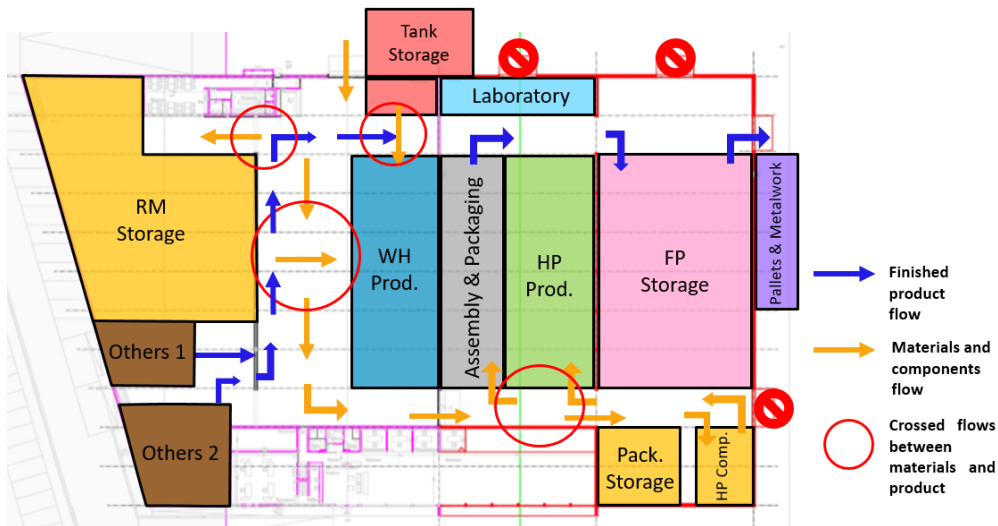 Tank
Storage
Laboratory
RM
Storage
WH
Prod.
Assembly & Packaging
HP
Prod.
FP
Storage
Pallets & Metalwork
Others 1
Others 2
Pack.
Storage
HP Comp.
Finished
product
flow
Materials and
components
flow
Crossed flows
between
materials and
product